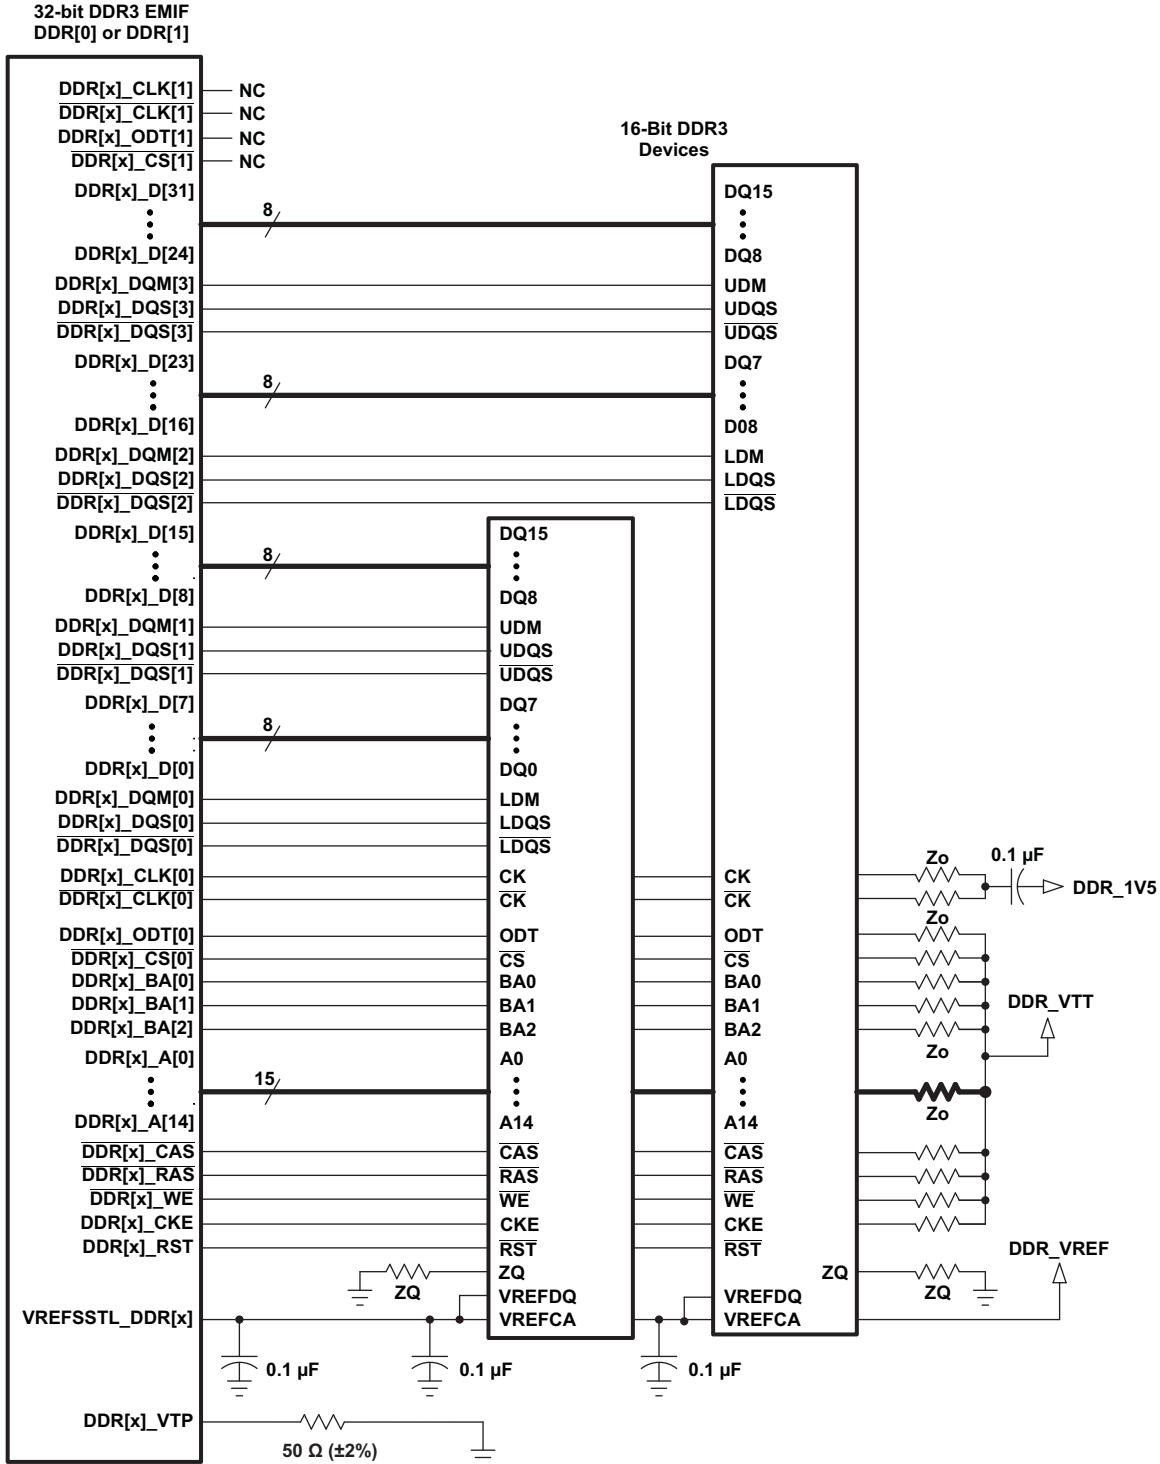 32-bit DDR3 EMIF
DDR[0] or DDR[1]
DDR[x]_CLK[1] NC
DDR[x]_CLK[1] NC
DDR[x]_ODT[1] NC
DDR[x]_CS[1] NC
16-Bit DDR3
Devices
DDR[x]_D[31] DQ15
8
DDR[x]_D[24] DQ8
DDR[x]_DQM[3] UDM
DDR[x]_DQS[3] UDQS
DDR[x]_DQS[3] UDQS
DDR[x]_D[23] DQ7
8
DDR[x]_D[16] D08
DDR[x]_DQM[2] LDM
DDR[x]_DQS[2] LDQS
DDR[x]_DQS[2] LDQS
DDR[x]_D[15] DQ15
8
DDR[x]_D[8] DQ8
DDR[x]_DQM[1] UDM
DDR[x]_DQS[1] UDQS
DDR[x]_DQS[1] UDQS
DDR[x]_D[7] DQ7
8
DDR[x]_D[0] DQ0
DDR[x]_DQM[0] LDM
DDR[x]_DQS[0] LDQS
DDR[x]_DQS[0] LDQS
Zo 0.1 µF
DDR[x]_CLK[0] CK CK
DDR_1V5
DDR[x]_CLK[0] CK CK
Zo
DDR[x]_ODT[0] ODT ODT
DDR[x]_CS[0] CS CS
DDR[x]_BA[0] BA0 BA0
DDR[x]_BA[1] BA1 BA1 DDR_VTT
DDR[x]_BA[2] BA2 BA2
Zo
DDR[x]_A[0] A0 A0
15
Zo
DDR[x]_A[14] A14 A14
DDR[x]_CAS CAS CAS
DDR[x]_RAS RAS RAS
DDR[x]_WE WE WE
DDR[x]_CKE CKE CKE
DDR[x]_RST RST RST DDR_VREF
ZQ ZQ
ZQ ZQ
VREFDQ VREFDQ
VREFSSTL_DDR[x] VREFCA VREFCA
0.1 µF 0.1 µF 0.1 µF
DDR[x]_VTP
50 Ω (±2%)